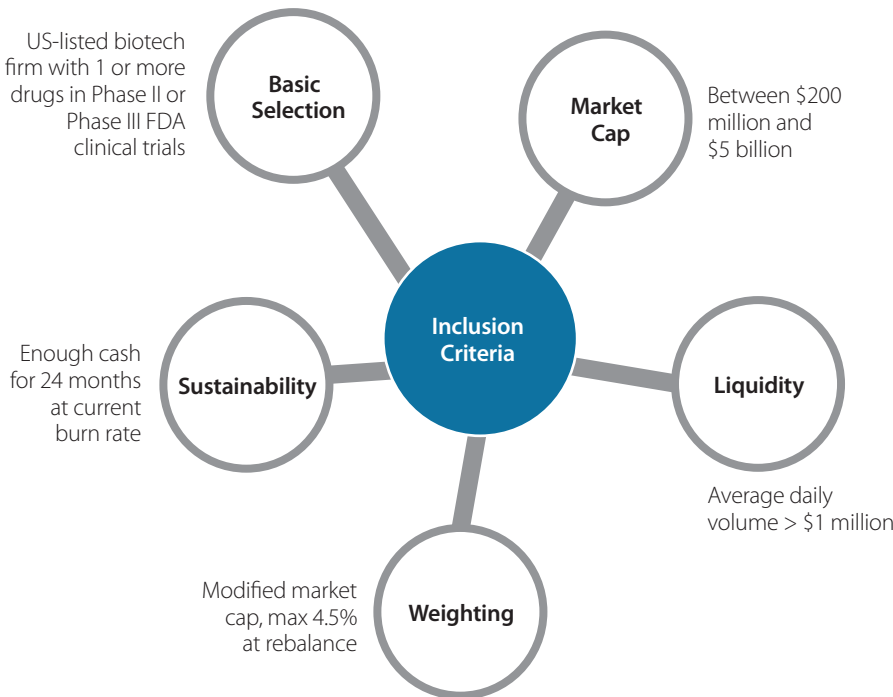 US-listed biotech
firm with 1 or more
drugs in Phase II or
Phase III FDA
clinical trials
Basic
Selection
Market
Cap
Between $200
million and
$5 billion
Inclusion
Criteria
Enough cash
for 24 months
at current
burn rate
Sustainability
Liquidity
Average daily
volume > $1 million
Modified market
cap, max 4.5%
at rebalance
Weighting